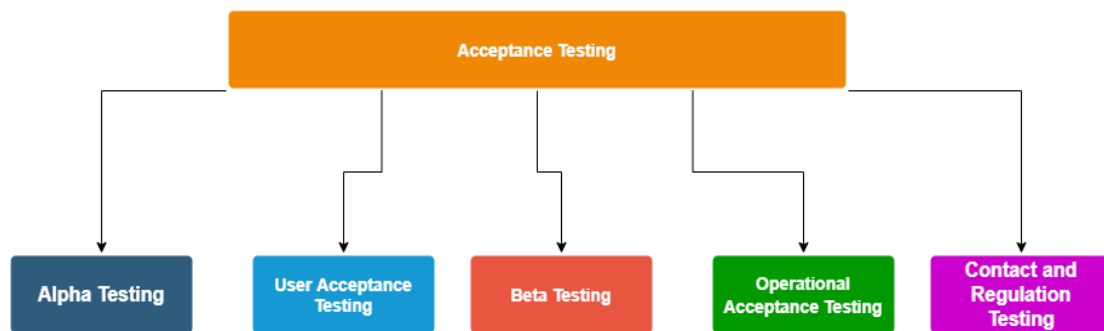 Acceptance Testing
Alpha Testing
User Acceptance
Testing
Beta Testing
Operational
Acceptance Testing
Contact and
Regulation
Testing